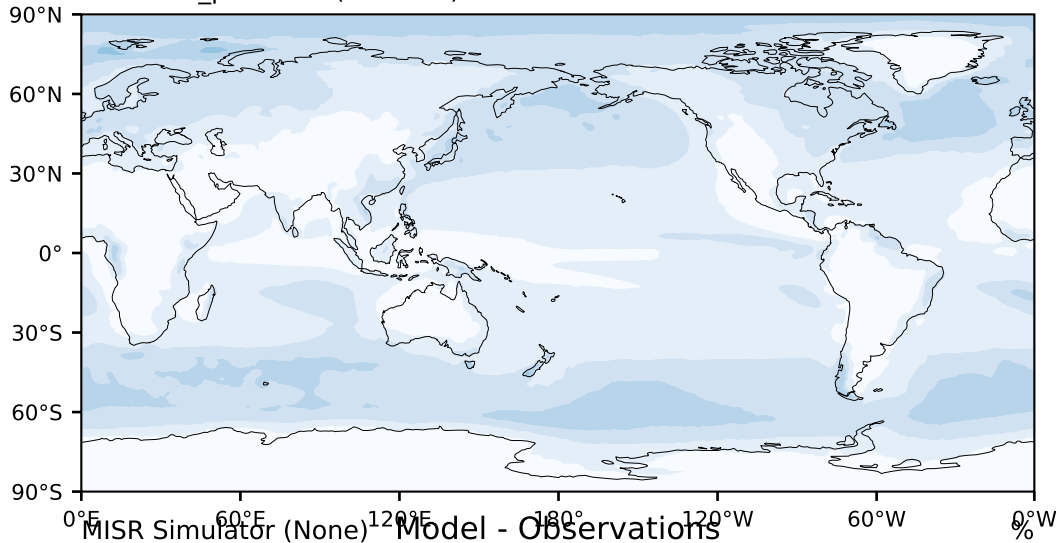 90°N
60°N
30°N
0°
30°S
60°S
90°S
0°E 60°E 120°E 180° 120°W 60°W 0°W
MISR Simulator (None) Model - Observations %